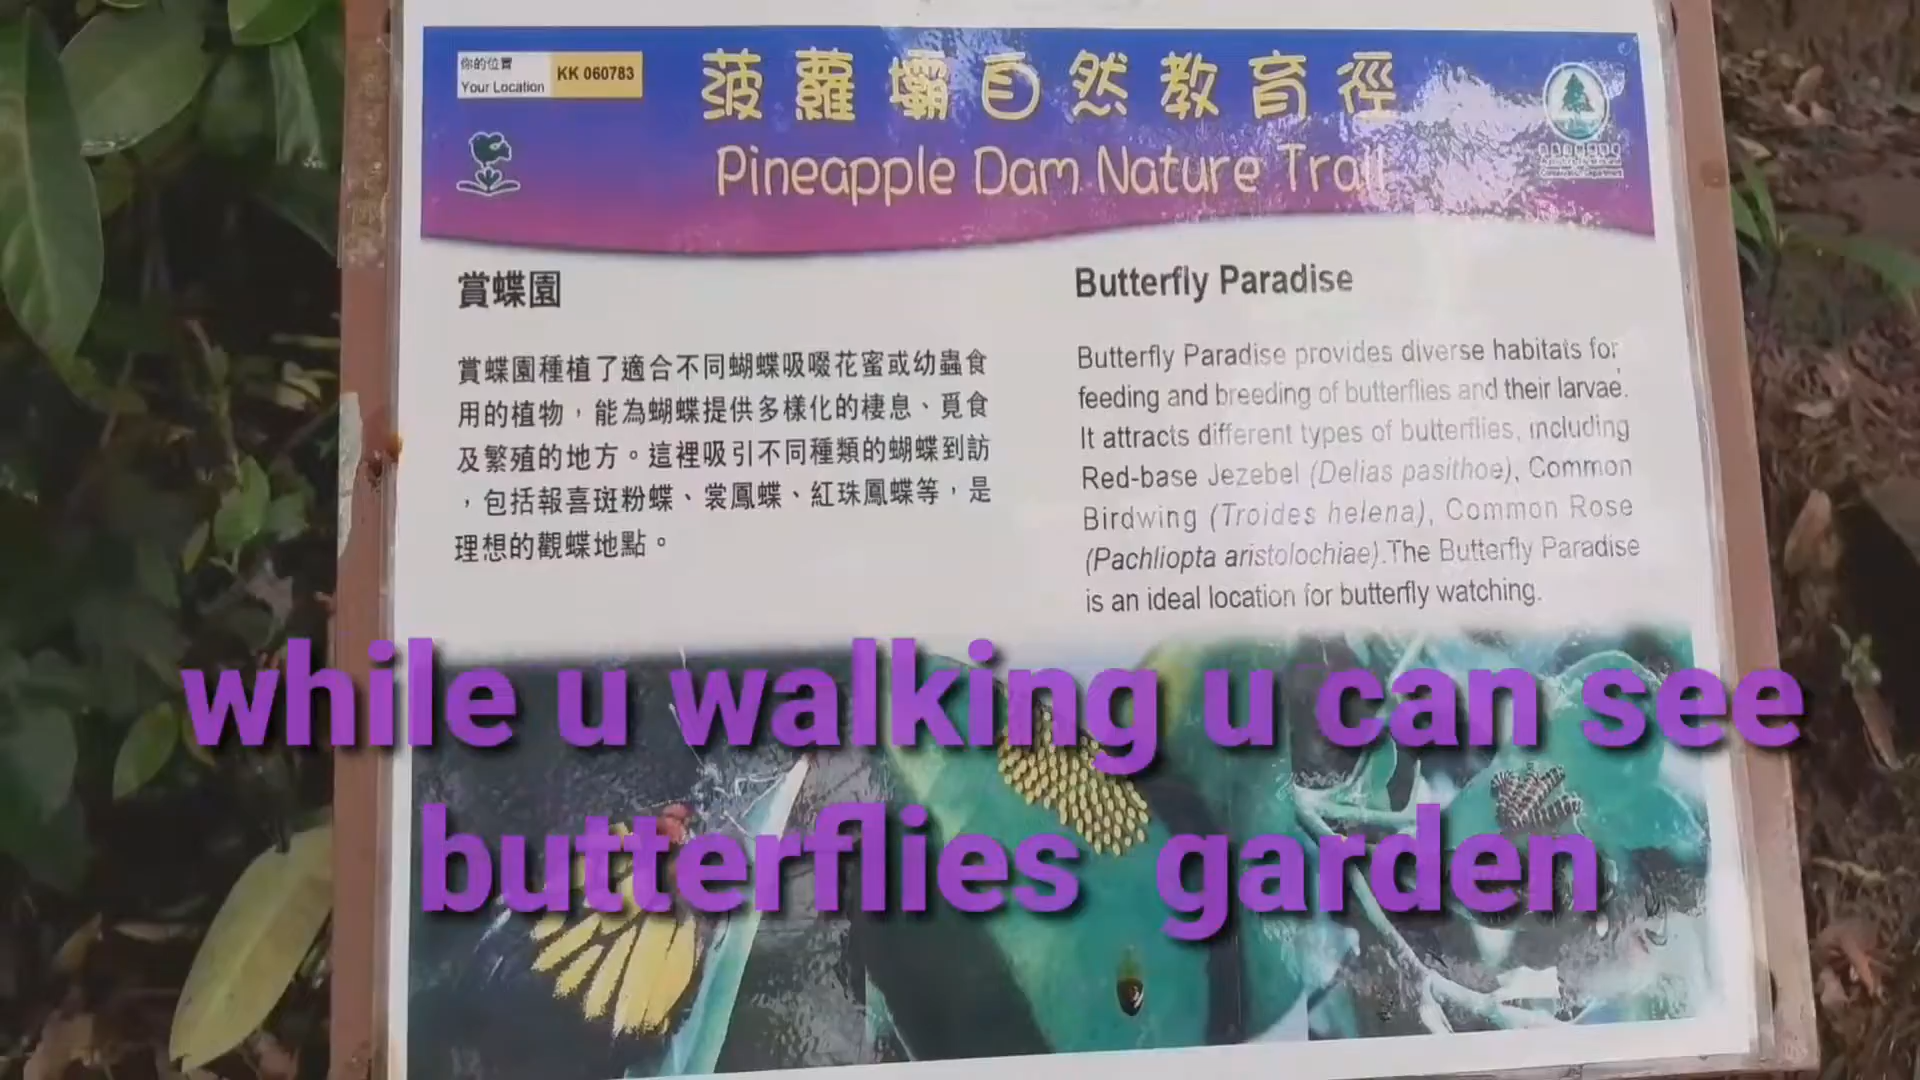 你的位置
Your Location
KK 060783
菠蘿壩自然教育徑
Pineapple Dam Nature Trail
Conservation Department
賞蝶園
賞蝶園種植了適合不同蝴蝶吸啜花蜜或幼蟲食
用的植物，能為蝴蝶提供多樣化的棲息、覓食
及繁殖的地方。這裡吸引不同種類的蝴蝶到訪
，包括報喜斑粉蝶、裳鳳蝶、紅珠鳳蝶等，是
理想的觀蝶地點。
Butterfly Paradise
Butterfly Paradise provides diverse habitats for
feeding and breeding of butterflies and their larvae.
It attracts different types of butterflies, including
Red-base Jezebel (Delias pasithoe), Common
Birdwing (Troides helena), Common Rose
(Pachliopta aristolochiae).The Butterfly Paradise
is an ideal location for butterfly watching.
while u walking u can see
butterflies garden